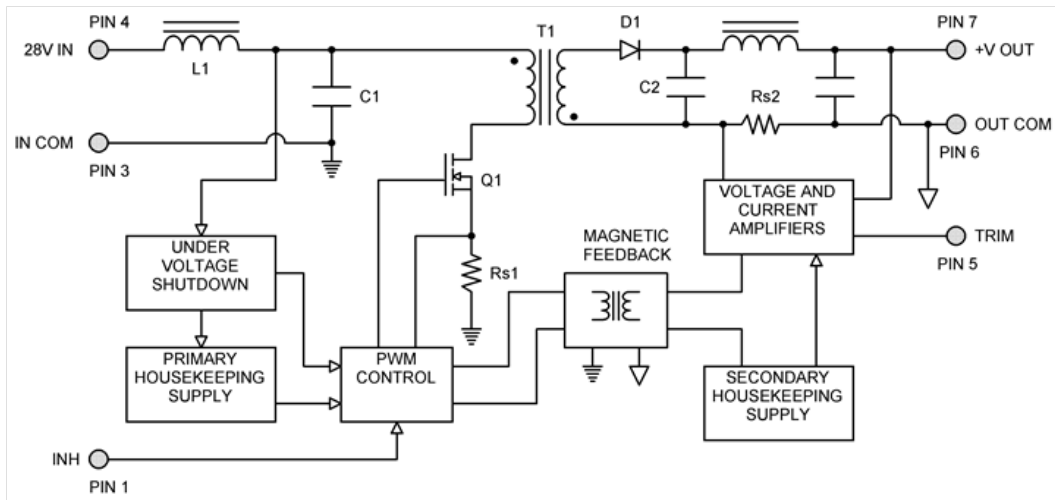 PIN 4
28V IN
L1
C1
IN COM
PIN 3
T1
D1
C2
Rs2
PIN 7
+V OUT
OUT COM
PIN 6
Q1
Rs1
UNDER
VOLTAGE
SHUTDOWN
PRIMARY
HOUSEKEEPING
SUPPLY
PWM
CONTROL
MAGNETIC
FEEDBACK
VOLTAGE AND
CURRENT
AMPLIFIERS
TRIM
PIN 5
SECONDARY
HOUSEKEEPING
SUPPLY
INH
PIN 1